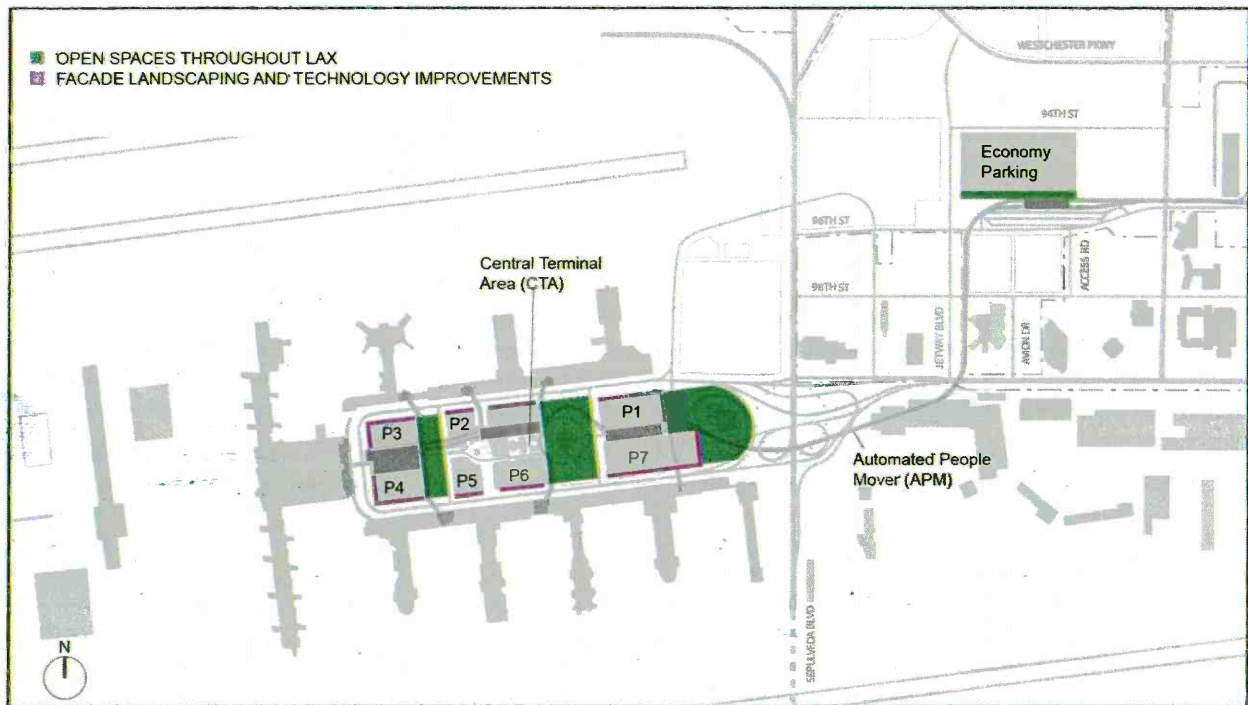 OPEN SPACES THROUGHOUT LAX
FACADE LANDSCAPING AND TECHNOLOGY IMPROVEMENTS
WESTCHESTER PKWY
94TH ST
Economy
Parking
96TH ST
98TH ST
ACCESS RD
JETWAY BLVD
AVION DR
Central Terminal
Area (CTA)
P3
P2
P1
P4
P5
P6
P7
Automated People
Mover (APM)
SEPULVEDA BLVD
N